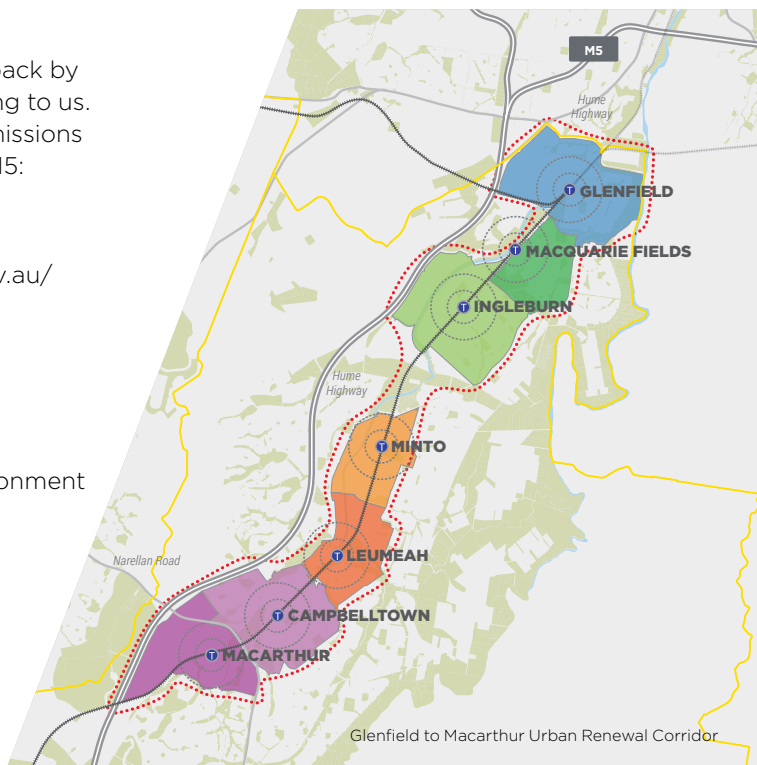 back by
ng to us.
missions
15:
v.au/
onment
M5
Hume
Highway
T GLENFIELD
T MACQUARIE FIELDS
T INGLEBURN
Hume
Highway
T MINTO
Narellan Road
T LEUMEAH
T CAMPBELLTOWN
T MACARTHUR
Glenfield to Macarthur Urban Renewal Corridor